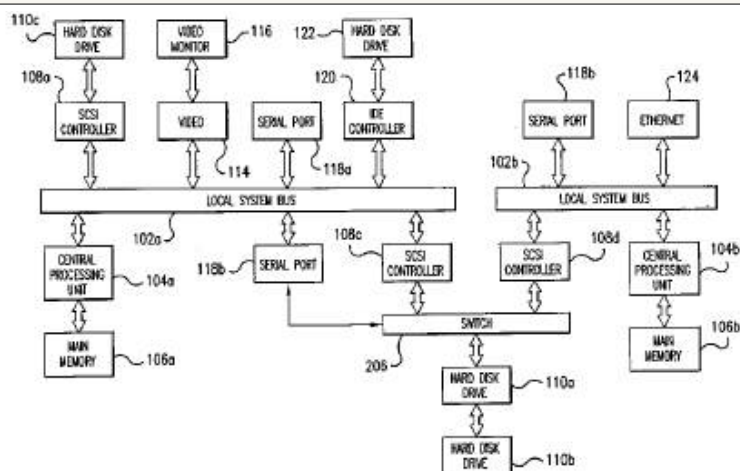 110c
HARD DISK
DRIVE
VIDEO
MONITOR
116
122
HARD DISK
DRIVE
108a
SCSI
CONTROLLER
VIDEO
114
SERIAL PORT
118a
120
IDE
CONTROLLER
118b
SERIAL PORT
124
ETHERNET
102b
LOCAL SYSTEM BUS
102a
LOCAL SYSTEM BUS
CENTRAL
PROCESSING
UNIT
104a
118b
SERIAL PORT
108c
SCSI
CONTROLLER
SCSI
CONTROLLER
108d
CENTRAL
PROCESSING
UNIT
104b
MAIN
MEMORY
106a
SWITCH
206
MAIN
MEMORY
106b
HARD DISK
DRIVE
110a
HARD DISK
DRIVE
110b